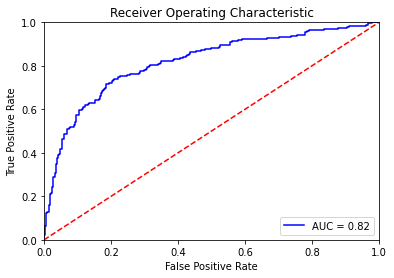 Receiver Operating Characteristic
True Positive Rate
1.0
0.8
0.6
0.4
0.2
0.0
AUC = 0.82
0.0 0.2 0.4 0.6 0.8 1.0
False Positive Rate